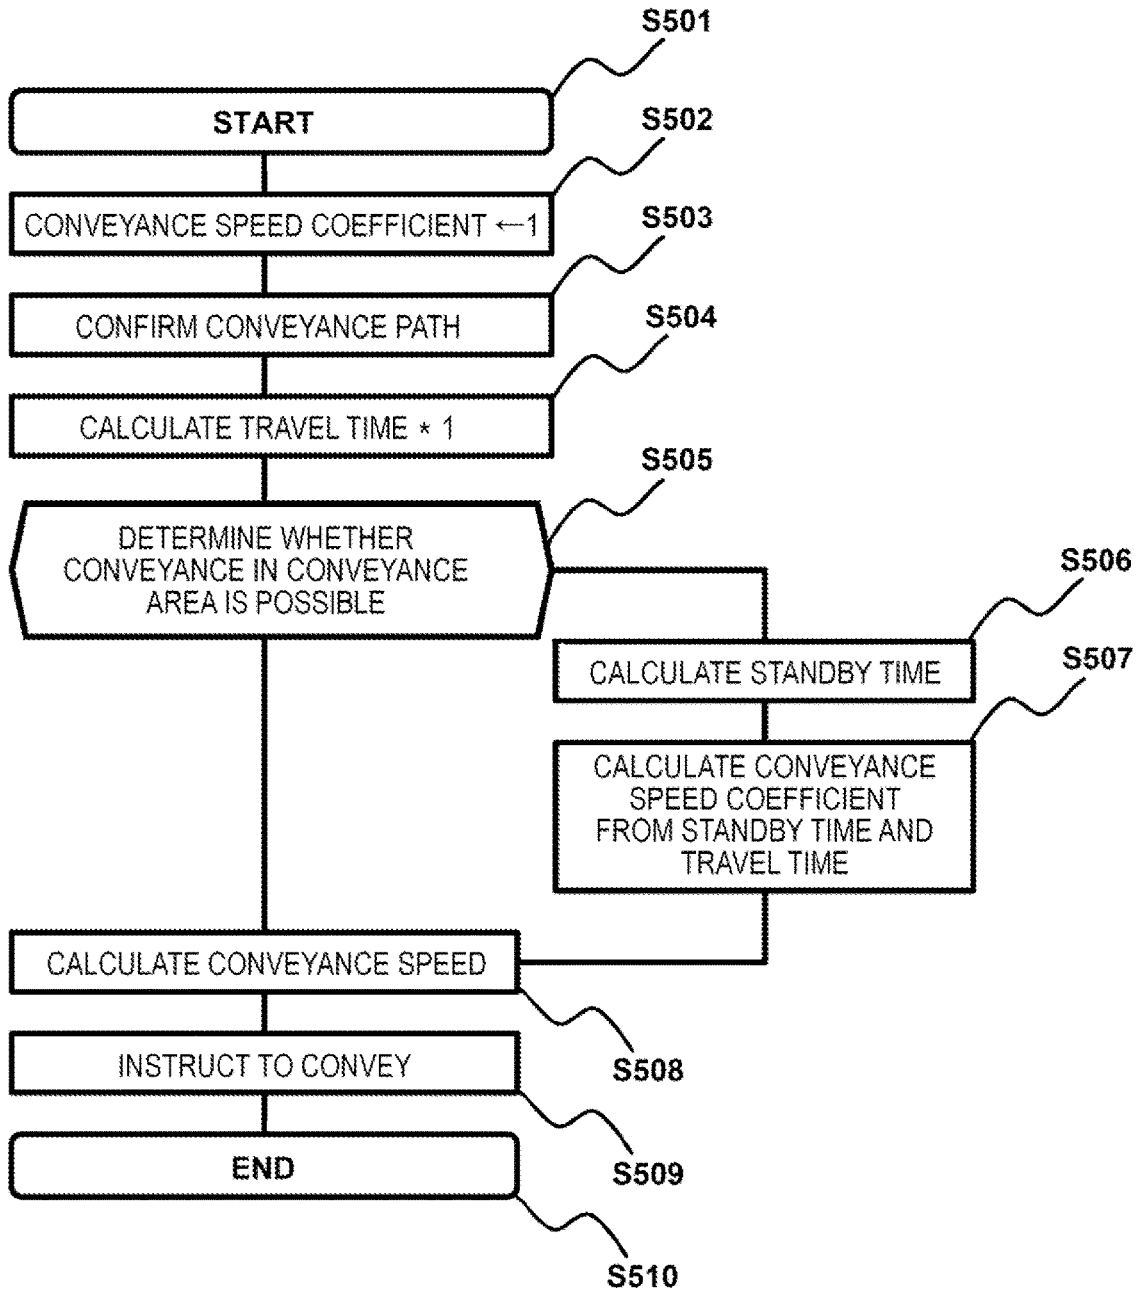 S501
START
S502
CONVEYANCE SPEED COEFFICIENT ←1
S503
CONFIRM CONVEYANCE PATH
S504
CALCULATE TRAVEL TIME * 1
S505
DETERMINE WHETHER
CONVEYANCE IN CONVEYANCE
AREA IS POSSIBLE
S506
CALCULATE STANDBY TIME
S507
CALCULATE CONVEYANCE
SPEED COEFFICIENT
FROM STANDBY TIME AND
TRAVEL TIME
CALCULATE CONVEYANCE SPEED
S508
INSTRUCT TO CONVEY
S509
END
S510